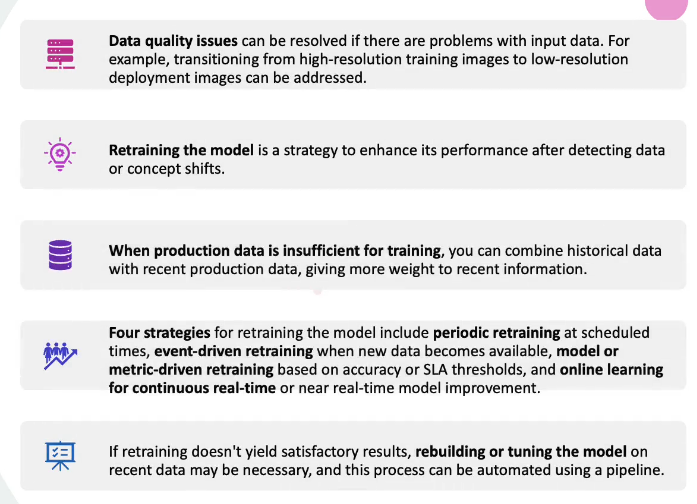 Data quality issues can be resolved if there are problems with input data. For
example, transitioning from high-resolution training images to low-resolution
deployment images can be addressed.
Retraining the model is a strategy to enhance its performance after detecting data
or concept shifts.
When production data is insufficient for training, you can combine historical data
with recent production data, giving more weight to recent information.
Four strategies for retraining the model include periodic retraining at scheduled
times, event-driven retraining when new data becomes available, model or
metric-driven retraining based on accuracy or SLA thresholds, and online learning
for continuous real-time or near real-time model improvement.
If retraining doesn't yield satisfactory results, rebuilding or tuning the model on
recent data may be necessary, and this process can be automated using a pipeline.